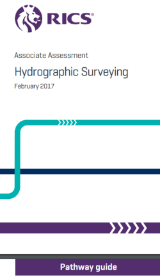 RICS
Associate Assessment
Hydrographic Surveying
February 2017
Pathway guide